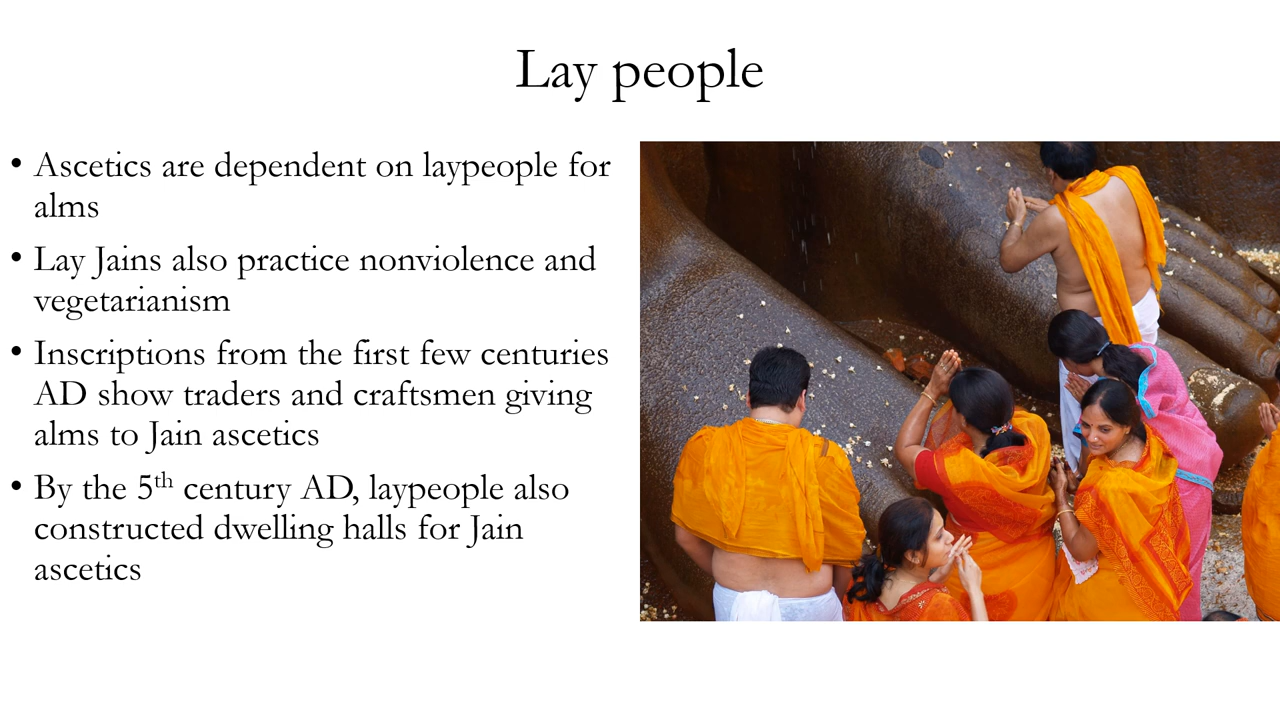 Lay people
• Ascetics are dependent on laypeople for
alms
• Lay Jains also practice nonviolence and
vegetarianism
• Inscriptions from the first few centuries
AD show traders and craftsmen giving
alms to Jain ascetics
• By the 5th century AD, laypeople also
constructed dwelling halls for Jain
ascetics